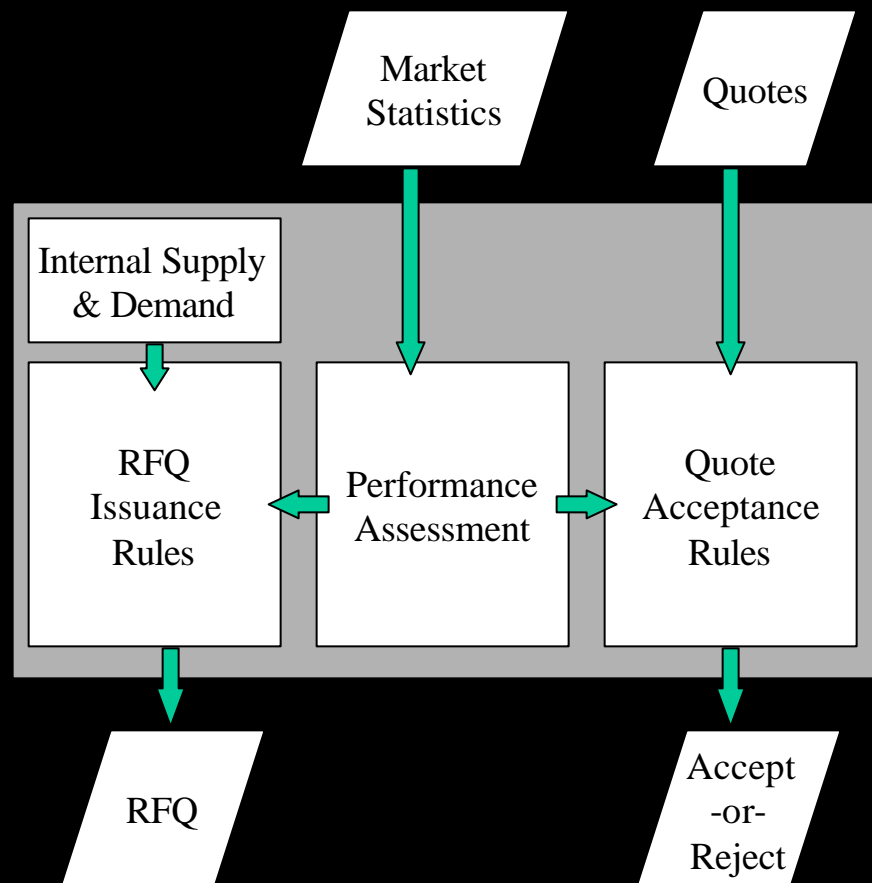 Market
Statistics
Quotes
Internal Supply
& Demand
RFQ
Issuance
Rules
Performance
Assessment
Quote
Acceptance
Rules
RFQ
Accept
-or-
Reject